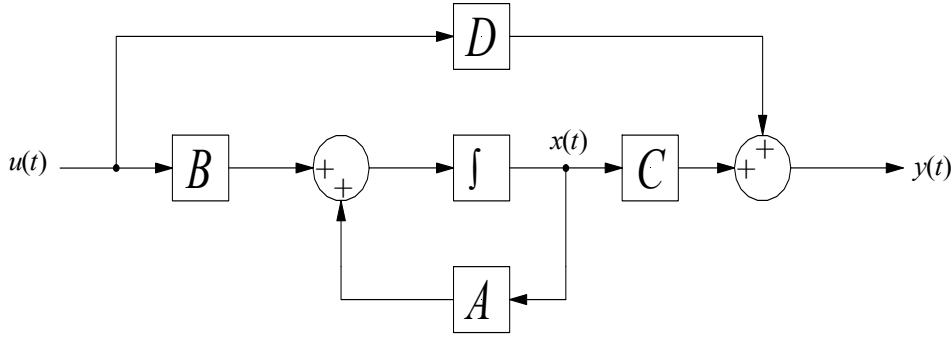 D
u(t)
B
+
+
∫
x(t)
C
+
+
y(t)
A